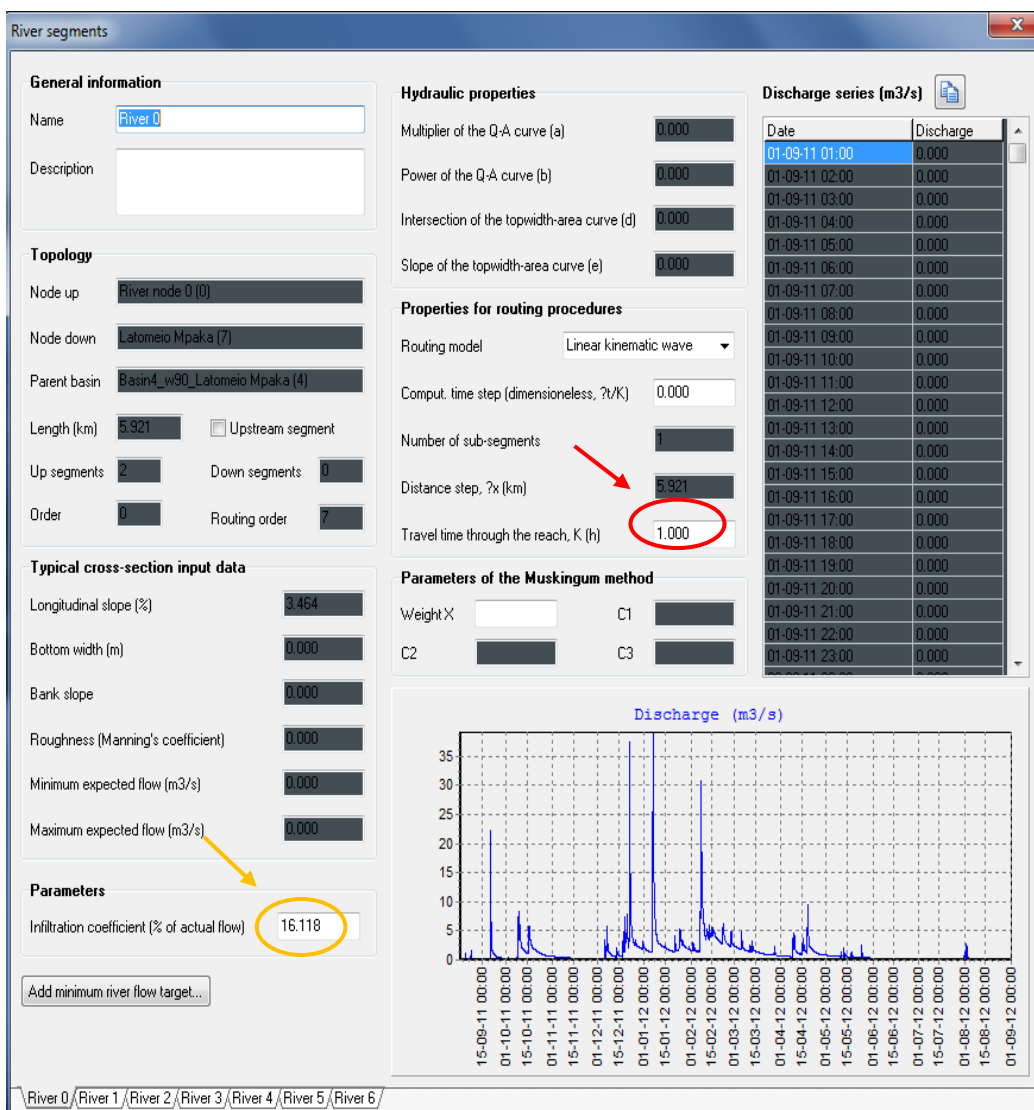 River segments
General information
Name
River 0
Description
Topology
Node up
River node 0 (0)
Node down
Latomeio Mpaka (7)
Parent basin
Basin4_w90_Latomeio Mpaka (4)
Length (km)
5.921
Upstream segment
Up segments
2
Down segments
0
Order
0
Routing order
7
Typical cross-section input data
Longitudinal slope (%)
3.464
Bottom width (m)
0.000
Bank slope
0.000
Roughness (Manning's coefficient)
0.000
Minimum expected flow (m3/s)
0.000
Maximum expected flow (m3/s)
0.000
Parameters
Infiltration coefficient (% of actual flow)
16.118
Add minimum river flow target...
Hydraulic properties
Multiplier of the Q-A curve (a)
0.000
Power of the Q-A curve (b)
0.000
Intersection of the topwidth-area curve (d)
0.000
Slope of the topwidth-area curve (e)
0.000
Properties for routing procedures
Routing model
Linear kinematic wave
Comput. time step (dimensioneless, ?t/K)
0.000
Number of sub-segments
1
Distance step, ?x (km)
5.921
Travel time through the reach, K (h)
1.000
Parameters of the Muskingum method
Weight X
C1
C2
C3
Discharge series (m3/s)
Date Discharge
01-09-11 01:00 0.000
01-09-11 02:00 0.000
01-09-11 03:00 0.000
01-09-11 04:00 0.000
01-09-11 05:00 0.000
01-09-11 06:00 0.000
01-09-11 07:00 0.000
01-09-11 08:00 0.000
01-09-11 09:00 0.000
01-09-11 10:00 0.000
01-09-11 11:00 0.000
01-09-11 12:00 0.000
01-09-11 13:00 0.000
01-09-11 14:00 0.000
01-09-11 15:00 0.000
01-09-11 16:00 0.000
01-09-11 17:00 0.000
01-09-11 18:00 0.000
01-09-11 19:00 0.000
01-09-11 20:00 0.000
01-09-11 21:00 0.000
01-09-11 22:00 0.000
01-09-11 23:00 0.000
Discharge (m3/s)
35
30
25
20
15
10
5
0
15-09-11 00:00
01-10-11 00:00
15-10-11 00:00
01-11-11 00:00
15-11-11 00:00
01-12-11 00:00
15-12-11 00:00
01-01-12 00:00
15-01-12 00:00
01-02-12 00:00
15-02-12 00:00
01-03-12 00:00
15-03-12 00:00
01-04-12 00:00
15-04-12 00:00
01-05-12 00:00
15-05-12 00:00
01-06-12 00:00
15-06-12 00:00
01-07-12 00:00
15-07-12 00:00
01-08-12 00:00
15-08-12 00:00
01-09-12 00:00
River 0 River 1 River 2 River 3 River 4 River 5 River 6